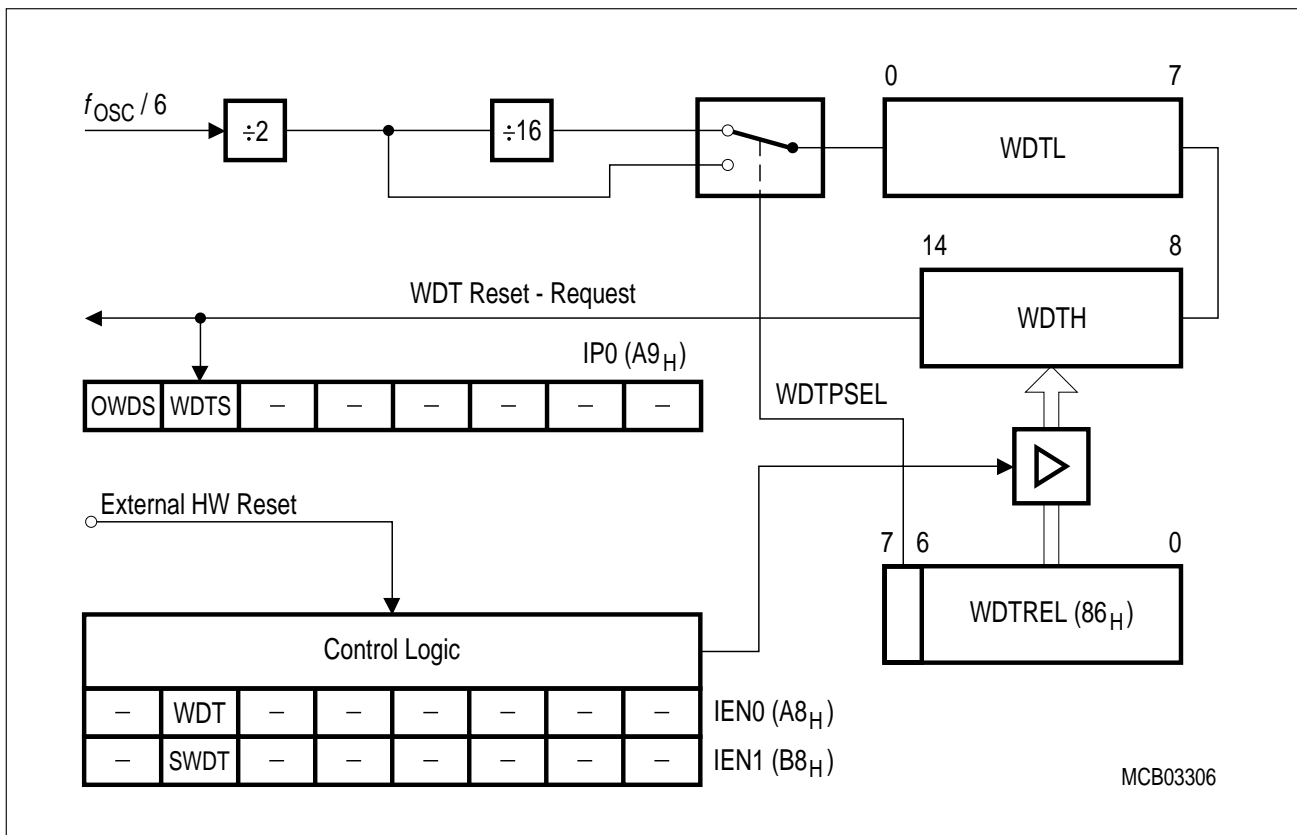 0 7
fOSC / 6
÷2
÷16
WDTL
14 8
WDT Reset - Request
WDTH
IP0 (A9H)
OWDS WDTS – – – – – –
WDTPSEL
External HW Reset
7 6 0
WDTREL (86H)
Control Logic
– WDT – – – – – – IEN0 (A8H)
– SWDT – – – – – – IEN1 (B8H)
MCB03306